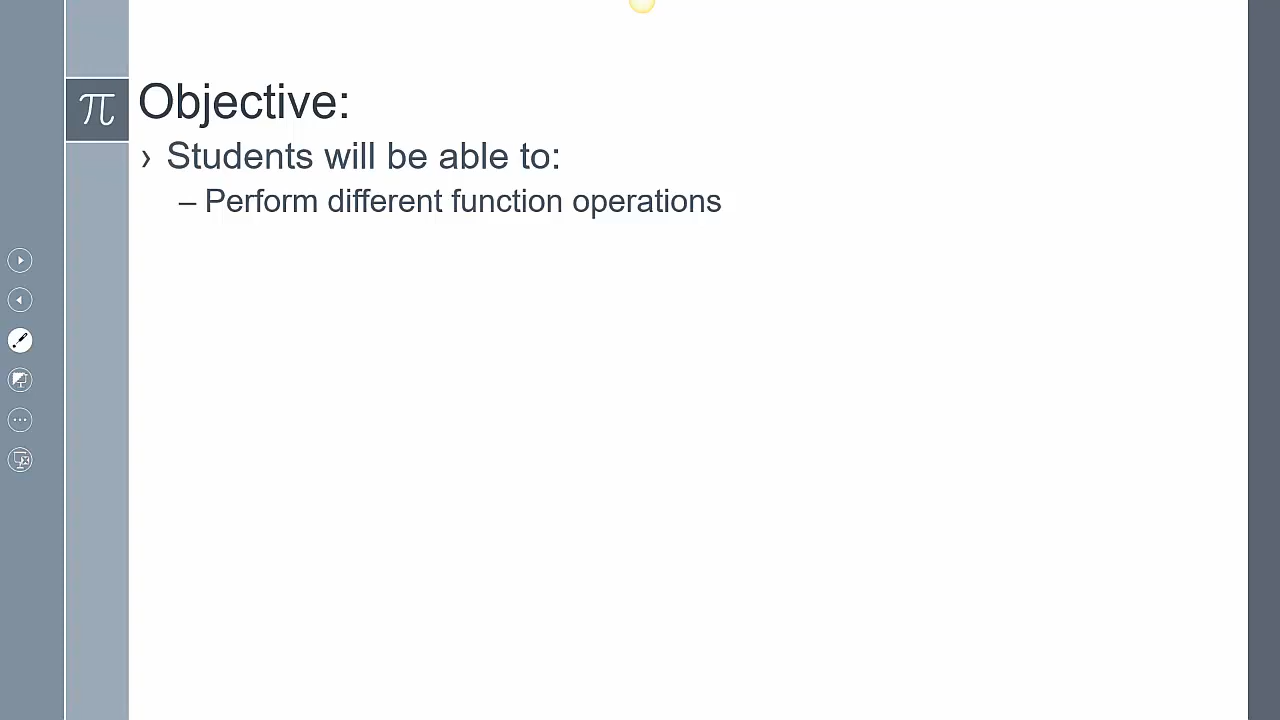 π
Objective:
› Students will be able to:
– Perform different function operations